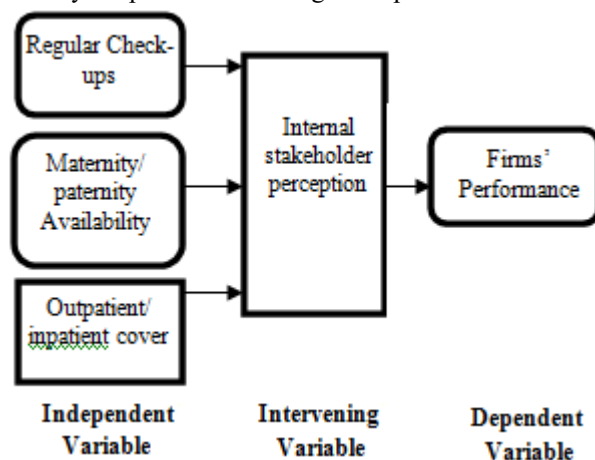 Regular Check-
ups
Maternity/
paternity
Availability
Outpatient/
inpatient cover
Internal
stakeholder
perception
Firms'
Performance
Independent
Variable
Intervening
Variable
Dependent
Variable